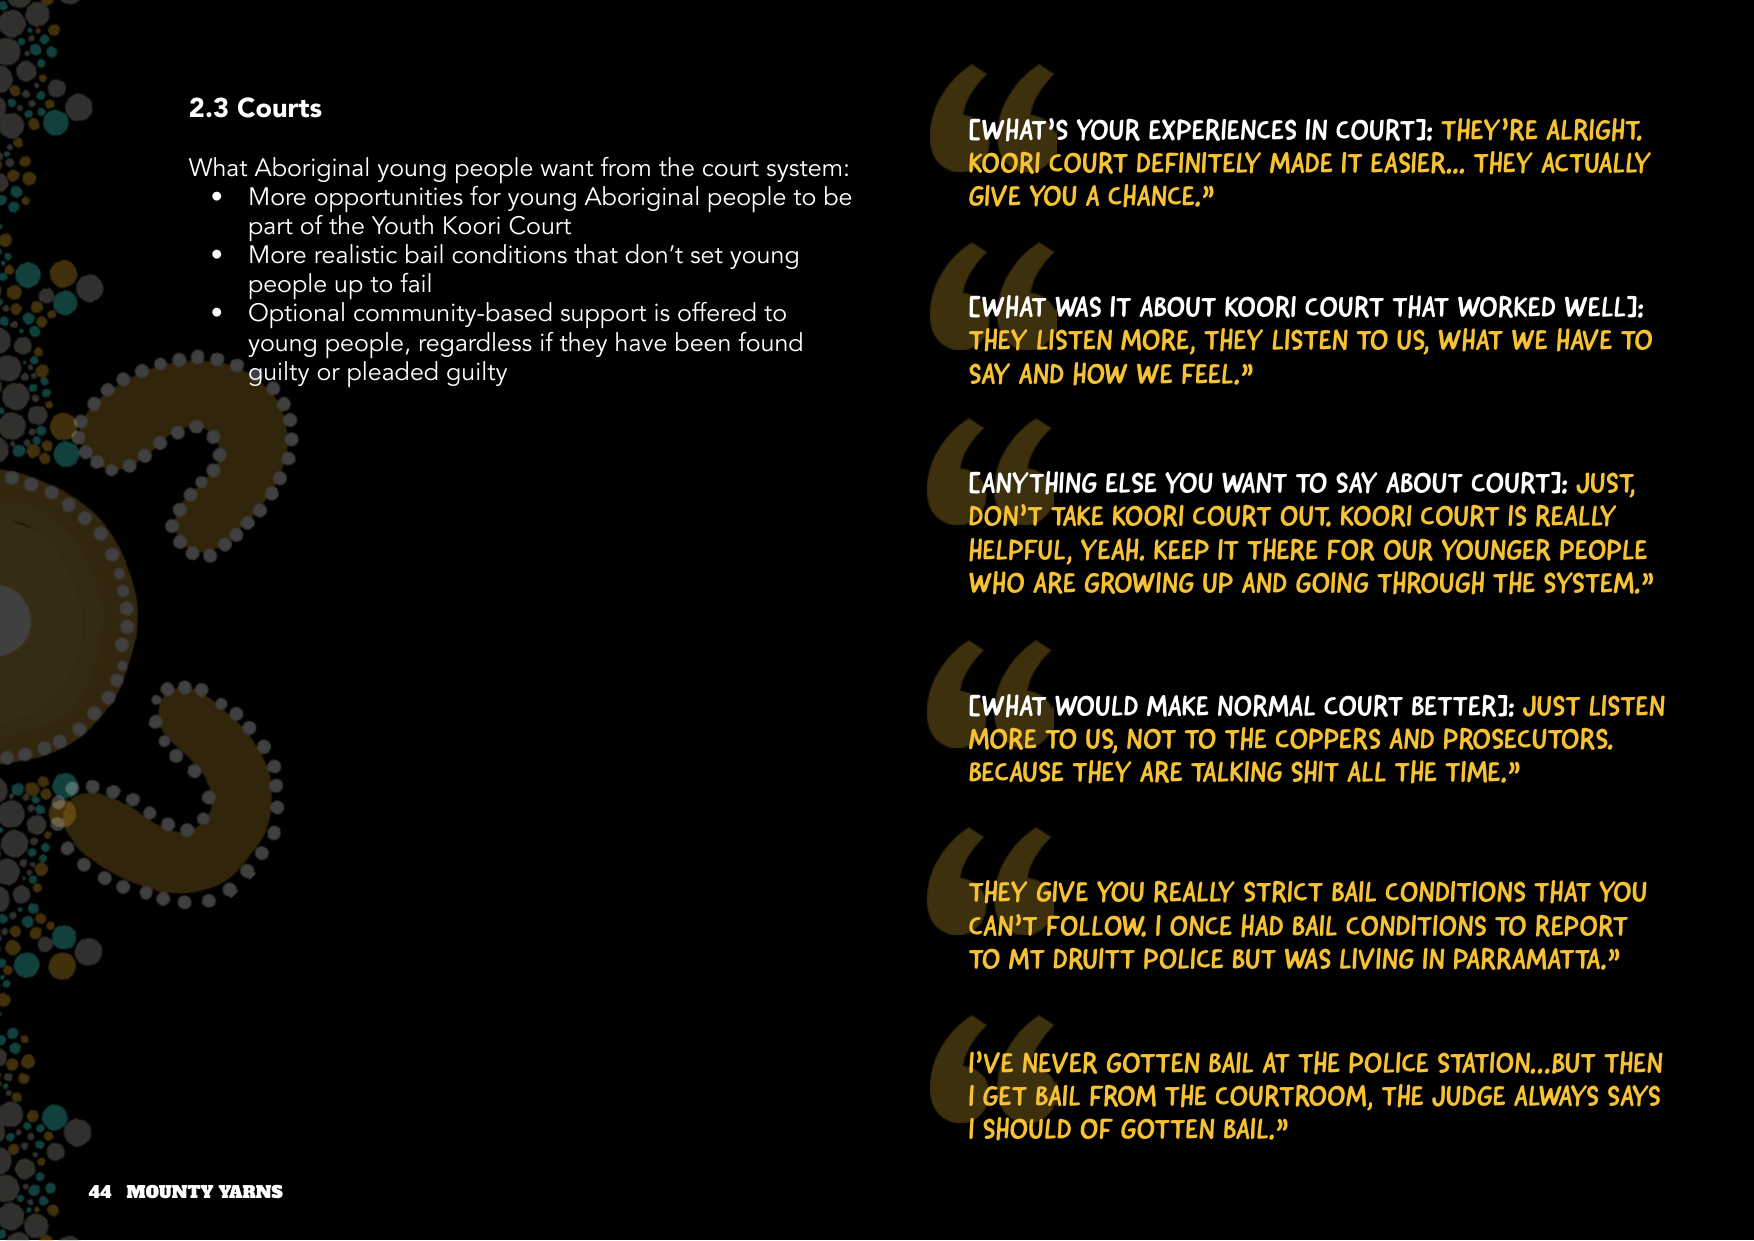 2.3 Courts
What Aboriginal young people want from the court system:
• More opportunities for young Aboriginal people to be
part of the Youth Koori Court
• More realistic bail conditions that don't set young
people up to fail
• Optional community-based support is offered to
young people, regardless if they have been found
guilty or pleaded guilty
[WHAT'S YOUR EXPERIENCES IN COURT]: THEY'RE ALRIGHT.
KOORI COURT DEFINITELY MADE IT EASIER... THEY ACTUALLY
GIVE YOU A CHANCE.”
[WHAT WAS IT ABOUT KOORI COURT THAT WORKED WELL]:
THEY LISTEN MORE, THEY LISTEN TO US, WHAT WE HAVE TO
SAY AND HOW WE FEEL.”
[ANYTHING ELSE YOU WANT TO SAY ABOUT COURT]: JUST,
DON'T TAKE KOORI COURT OUT. KOORI COURT IS REALLY
HELPFUL, YEAH. KEEP IT THERE FOR OUR YOUNGER PEOPLE
WHO ARE GROWING UP AND GOING THROUGH THE SYSTEM.”
[WHAT WOULD MAKE NORMAL COURT BETTER]: JUST LISTEN
MORE TO US, NOT TO THE COPPERS AND PROSECUTORS.
BECAUSE THEY ARE TALKING SHIT ALL THE TIME.”
THEY GIVE YOU REALLY STRICT BAIL CONDITIONS THAT YOU
CAN'T FOLLOW. I ONCE HAD BAIL CONDITIONS TO REPORT
TO MT DRUITT POLICE BUT WAS LIVING IN PARRAMATTA.”
I'VE NEVER GOTTEN BAIL AT THE POLICE STATION...BUT THEN
I GET BAIL FROM THE COURTROOM, THE JUDGE ALWAYS SAYS
I SHOULD OF GOTTEN BAIL.”
44 MOUNTY YARNS